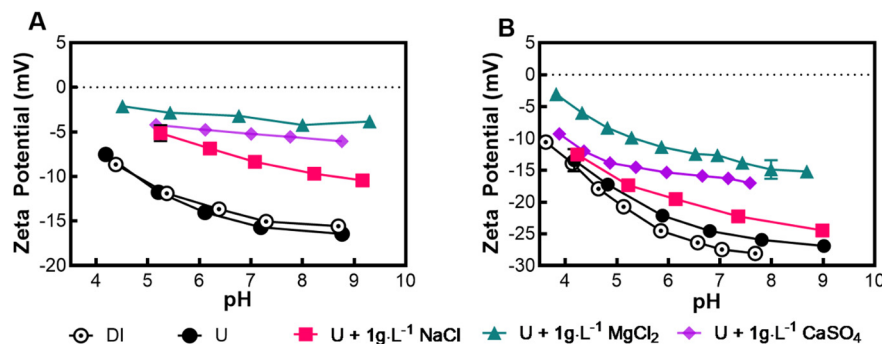 A
B
5
0
-5
-10
-15
-20
Zeta Potential (mV)
4 5 6 7 8 9 10
pH
5
0
-5
-10
-15
-20
-25
-30
Zeta Potential (mV)
4 5 6 7 8 9 10
pH
DI U U + 1g·L⁻¹ NaCl U + 1g·L⁻¹ MgCl₂ U + 1g·L⁻¹ CaSO₄